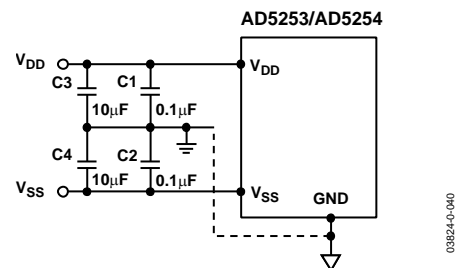 AD5253/AD5254
VDD
C3
C1
VDD
10μF
0.1μF
C4
C2
10μF
0.1μF
VSS
VSS
GND
03824-0-040